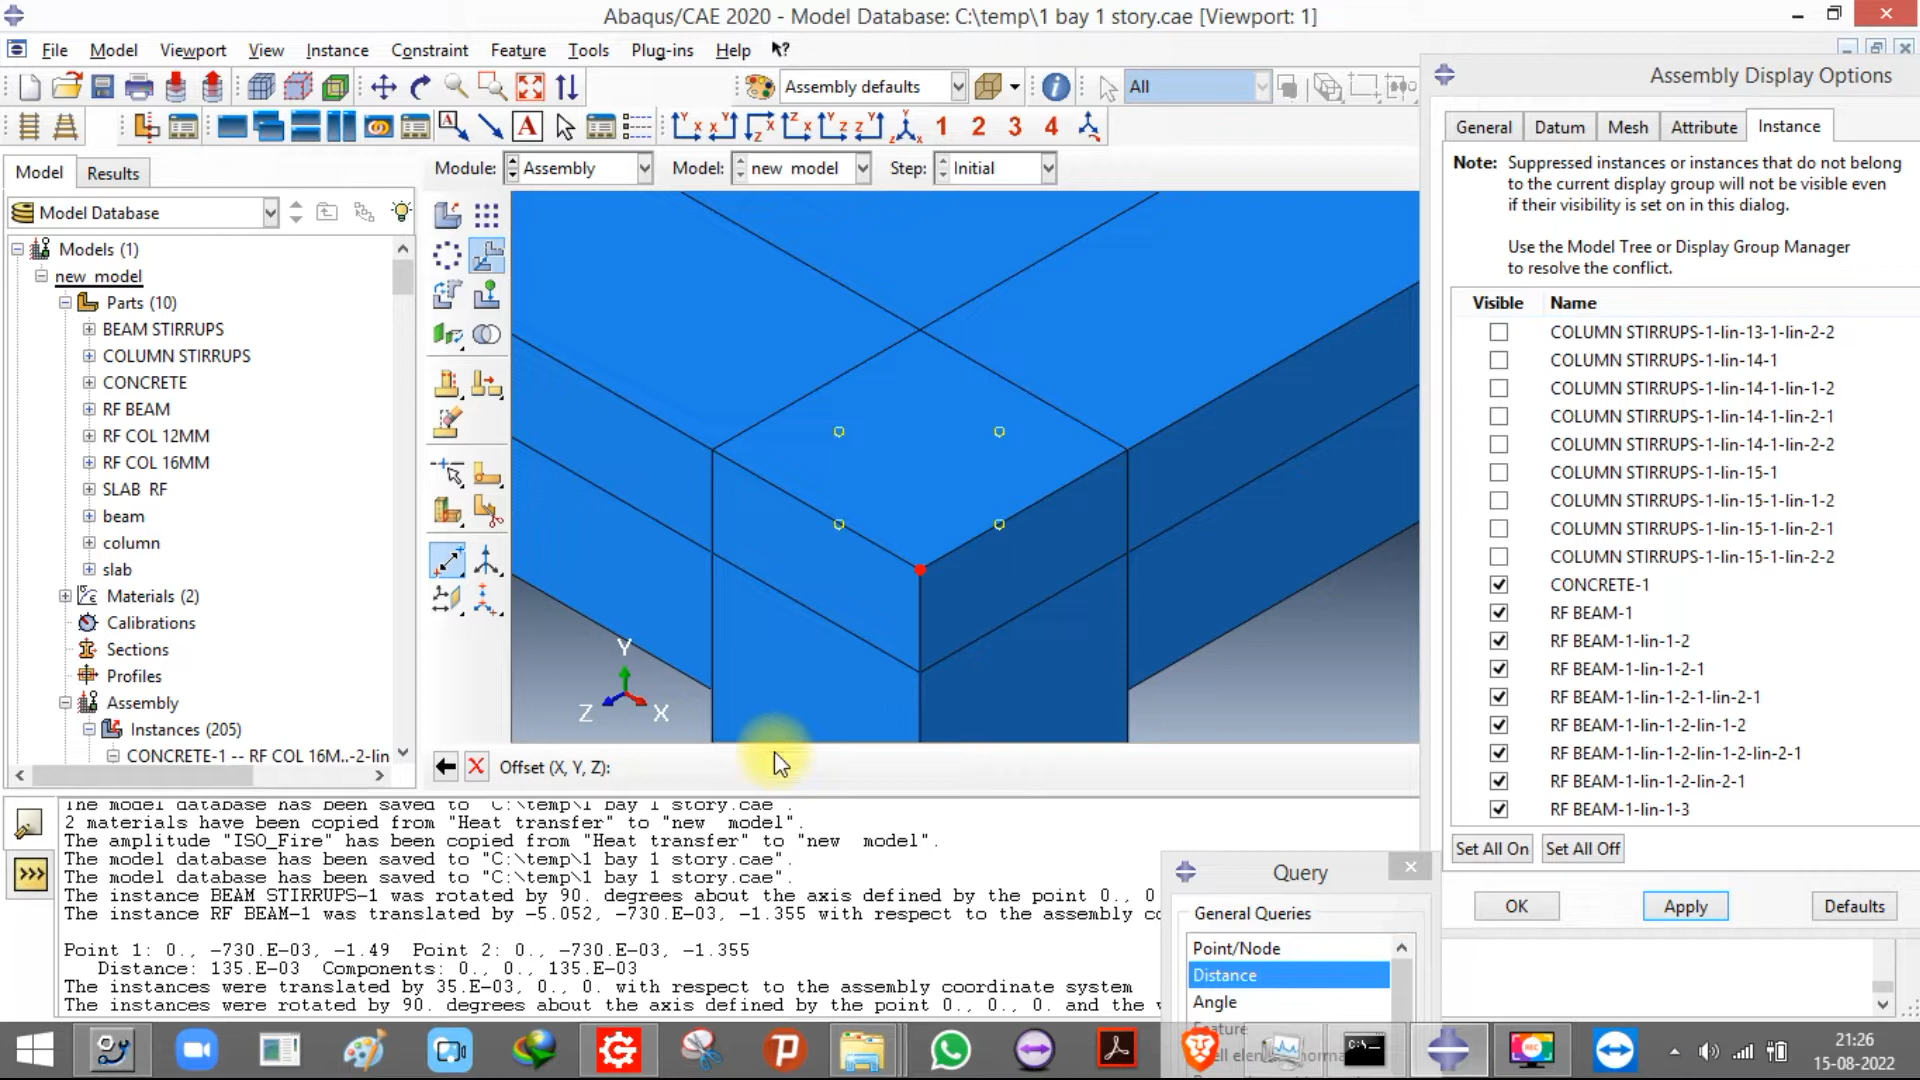 Abaqus/CAE 2020 - Model Database: C:\temp\1 bay 1 story.cae [Viewport: 1]
File Model Viewport View Instance Constraint Feature Tools Plug-ins Help
Assembly defaults
All
A
A
1 2 3 4
Model Results
Module: Assembly Model: new model Step: Initial
Model Database
Models (1)
new model
Parts (10)
BEAM STIRRUPS
COLUMN STIRRUPS
CONCRETE
RF BEAM
RF COL 12MM
RF COL 16MM
SLAB RF
beam
column
slab
Materials (2)
Calibrations
Sections
Profiles
Assembly
Instances (205)
CONCRETE-1 -- RF COL 16M..-2-lin
Y
Z X
Offset (X, Y, Z):
Assembly Display Options
General Datum Mesh Attribute Instance
Note: Suppressed instances or instances that do not belong
to the current display group will not be visible even
if their visibility is set on in this dialog.
Use the Model Tree or Display Group Manager
to resolve the conflict.
Visible Name
COLUMN STIRRUPS-1-lin-13-1-lin-2-2
COLUMN STIRRUPS-1-lin-14-1
COLUMN STIRRUPS-1-lin-14-1-lin-1-2
COLUMN STIRRUPS-1-lin-14-1-lin-2-1
COLUMN STIRRUPS-1-lin-14-1-lin-2-2
COLUMN STIRRUPS-1-lin-15-1
COLUMN STIRRUPS-1-lin-15-1-lin-1-2
COLUMN STIRRUPS-1-lin-15-1-lin-2-1
COLUMN STIRRUPS-1-lin-15-1-lin-2-2
CONCRETE-1
RF BEAM-1
RF BEAM-1-lin-1-2
RF BEAM-1-lin-1-2-1
RF BEAM-1-lin-1-2-1-lin-2-1
RF BEAM-1-lin-1-2-lin-1-2
RF BEAM-1-lin-1-2-lin-1-2-lin-2-1
RF BEAM-1-lin-1-2-lin-2-1
RF BEAM-1-lin-1-3
Set All On Set All Off
OK Apply Defaults
The model database has been saved to "C:\temp\1 bay 1 story.cae".
2 materials have been copied from "Heat transfer" to "new  model".
The amplitude "ISO_Fire" has been copied from "Heat transfer" to "new  model".
The model database has been saved to "C:\temp\1 bay 1 story.cae".
The model database has been saved to "C:\temp\1 bay 1 story.cae".
The instance BEAM STIRRUPS-1 was rotated by 90. degrees about the axis defined by the point 0., 0
The instance RF BEAM-1 was translated by -5.052, -730.E-03, -1.355 with respect to the assembly co
Point 1: 0., -730.E-03, -1.49  Point 2: 0., -730.E-03, -1.355
Distance: 135.E-03  Components: 0., 0., 135.E-03
The instances were translated by 35.E-03, 0., 0. with respect to the assembly coordinate system
The instances were rotated by 90. degrees about the axis defined by the point 0., 0., 0. and the v
Query
General Queries
Point/Node
Distance
Angle
Feature
21:26
15-08-2022